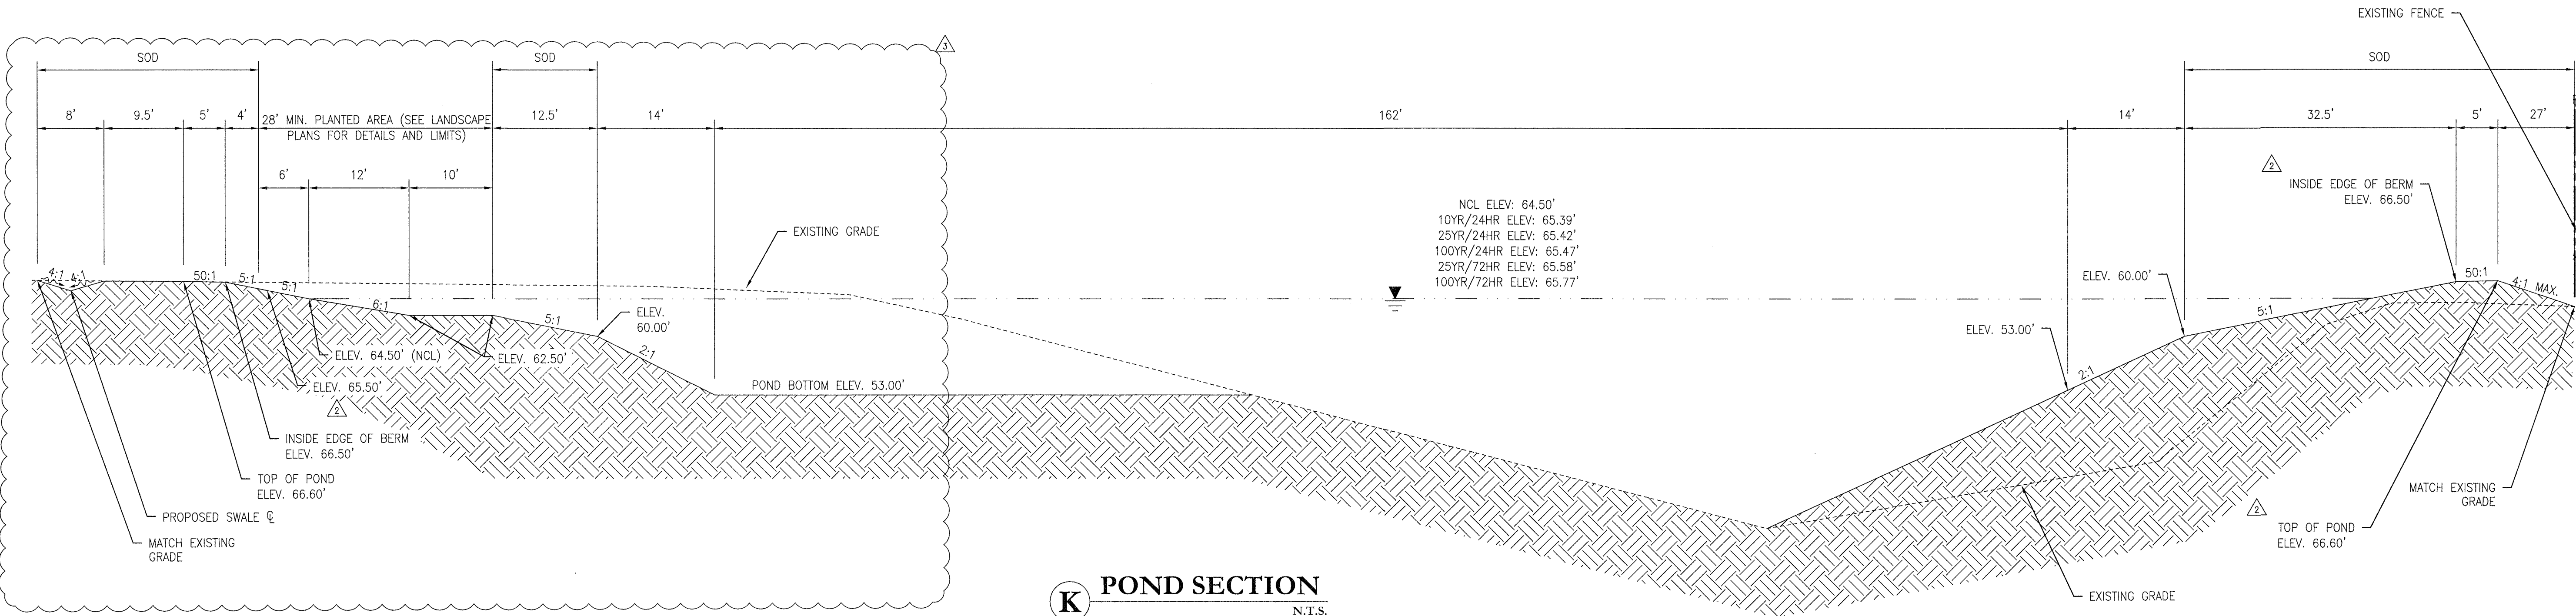 EXISTING FENCE
3
SOD
SOD
SOD
8'
9.5'
5'
4'
28' MIN. PLANTED AREA (SEE LANDSCAPE
PLANS FOR DETAILS AND LIMITS)
12.5'
14'
162'
14'
32.5'
5'
27'
6'
12'
10'
2
INSIDE EDGE OF BERM
ELEV. 66.50'
NCL ELEV: 64.50'
10YR/24HR ELEV: 65.39'
25YR/24HR ELEV: 65.42'
100YR/24HR ELEV: 65.47'
25YR/72HR ELEV: 65.58'
100YR/72HR ELEV: 65.77'
EXISTING GRADE
4:1
4:1
50:1
5:1
5:1
6:1
5:1
2:1
ELEV.
60.00'
ELEV. 60.00'
50:1
4:1 MAX.
5:1
2:1
ELEV. 53.00'
ELEV. 64.50' (NCL)
ELEV. 62.50'
ELEV. 65.50'
2
POND BOTTOM ELEV. 53.00'
INSIDE EDGE OF BERM
ELEV. 66.50'
TOP OF POND
ELEV. 66.60'
PROPOSED SWALE ℄
MATCH EXISTING
GRADE
MATCH EXISTING
GRADE
2
TOP OF POND
ELEV. 66.60'
EXISTING GRADE
K
POND SECTION
N.T.S.